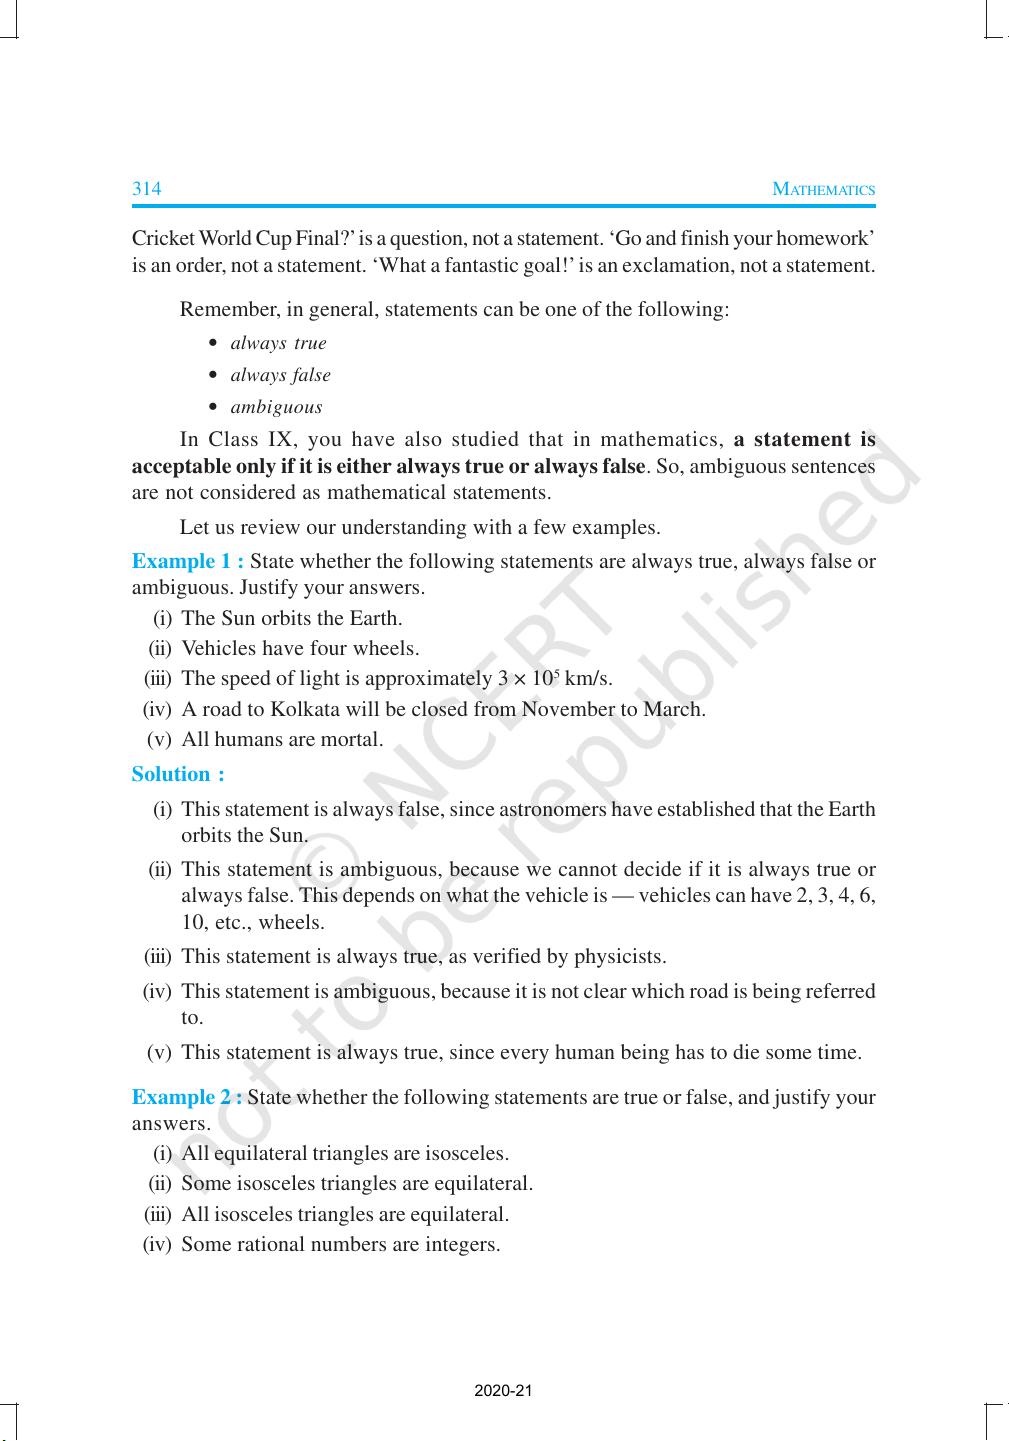 314
MATHEMATICS
Cricket World Cup Final?’ is a question, not a statement. ‘Go and finish your homework’
is an order, not a statement. ‘What a fantastic goal!’ is an exclamation, not a statement.
Remember, in general, statements can be one of the following:
• always true
• always false
• ambiguous
In Class IX, you have also studied that in mathematics, a statement is
acceptable only if it is either always true or always false. So, ambiguous sentences
are not considered as mathematical statements.
Let us review our understanding with a few examples.
Example 1 : State whether the following statements are always true, always false or
ambiguous. Justify your answers.
(i) The Sun orbits the Earth.
(ii) Vehicles have four wheels.
(iii) The speed of light is approximately 3 × 10⁵ km/s.
(iv) A road to Kolkata will be closed from November to March.
(v) All humans are mortal.
Solution :
(i) This statement is always false, since astronomers have established that the Earth
orbits the Sun.
(ii) This statement is ambiguous, because we cannot decide if it is always true or
always false. This depends on what the vehicle is — vehicles can have 2, 3, 4, 6,
10, etc., wheels.
(iii) This statement is always true, as verified by physicists.
(iv) This statement is ambiguous, because it is not clear which road is being referred
to.
(v) This statement is always true, since every human being has to die some time.
Example 2 : State whether the following statements are true or false, and justify your
answers.
(i) All equilateral triangles are isosceles.
(ii) Some isosceles triangles are equilateral.
(iii) All isosceles triangles are equilateral.
(iv) Some rational numbers are integers.
© NCERT
not to be republished
2020-21